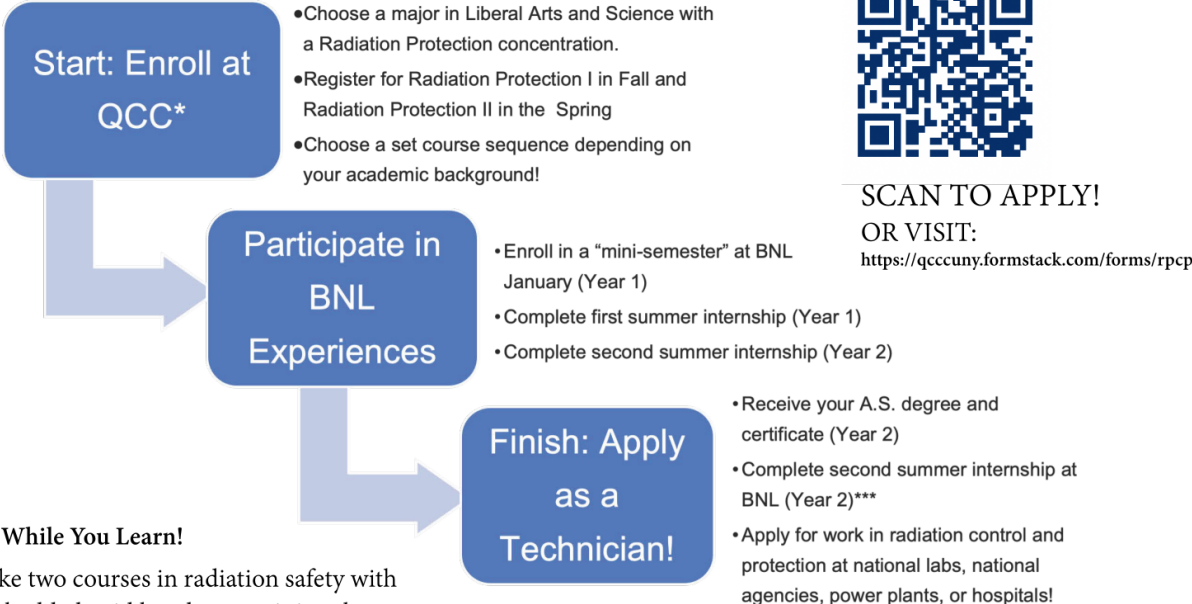 Start: Enroll at
QCC*
•Choose a major in Liberal Arts and Science with
a Radiation Protection concentration.
•Register for Radiation Protection I in Fall and
Radiation Protection II in the Spring
•Choose a set course sequence depending on
your academic background!
SCAN TO APPLY!
OR VISIT:
https://qcccuny.formstack.com/forms/rpcp
Participate in
BNL
Experiences
•Enroll in a “mini-semester” at BNL
January (Year 1)
•Complete first summer internship (Year 1)
•Complete second summer internship (Year 2)
Finish: Apply
as a
Technician!
•Receive your A.S. degree and
certificate (Year 2)
•Complete second summer internship at
BNL (Year 2)***
•Apply for work in radiation control and
protection at national labs, national
agencies, power plants, or hospitals!
While You Learn!
ke two courses in radiation safety with